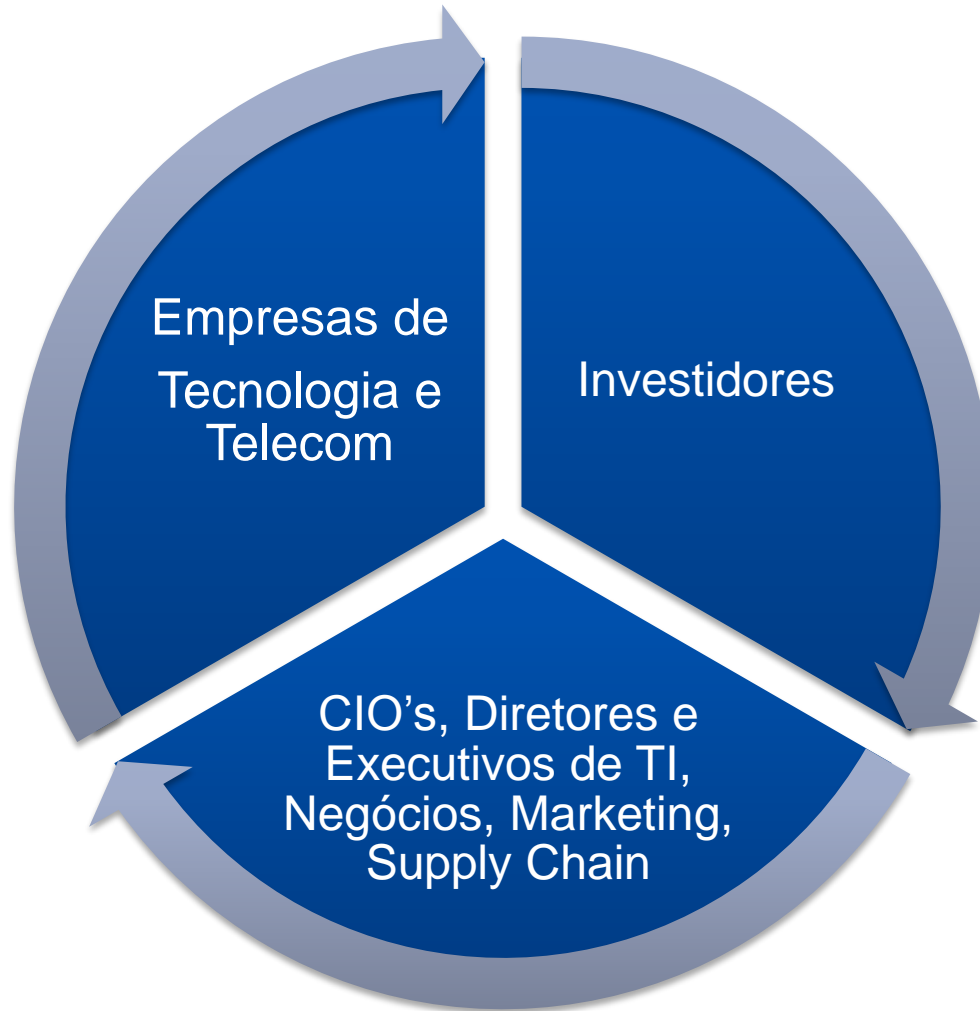 Empresas de
Tecnologia e
Telecom
Investidores
CIO’s, Diretores e
Executivos de TI,
Negócios, Marketing,
Supply Chain